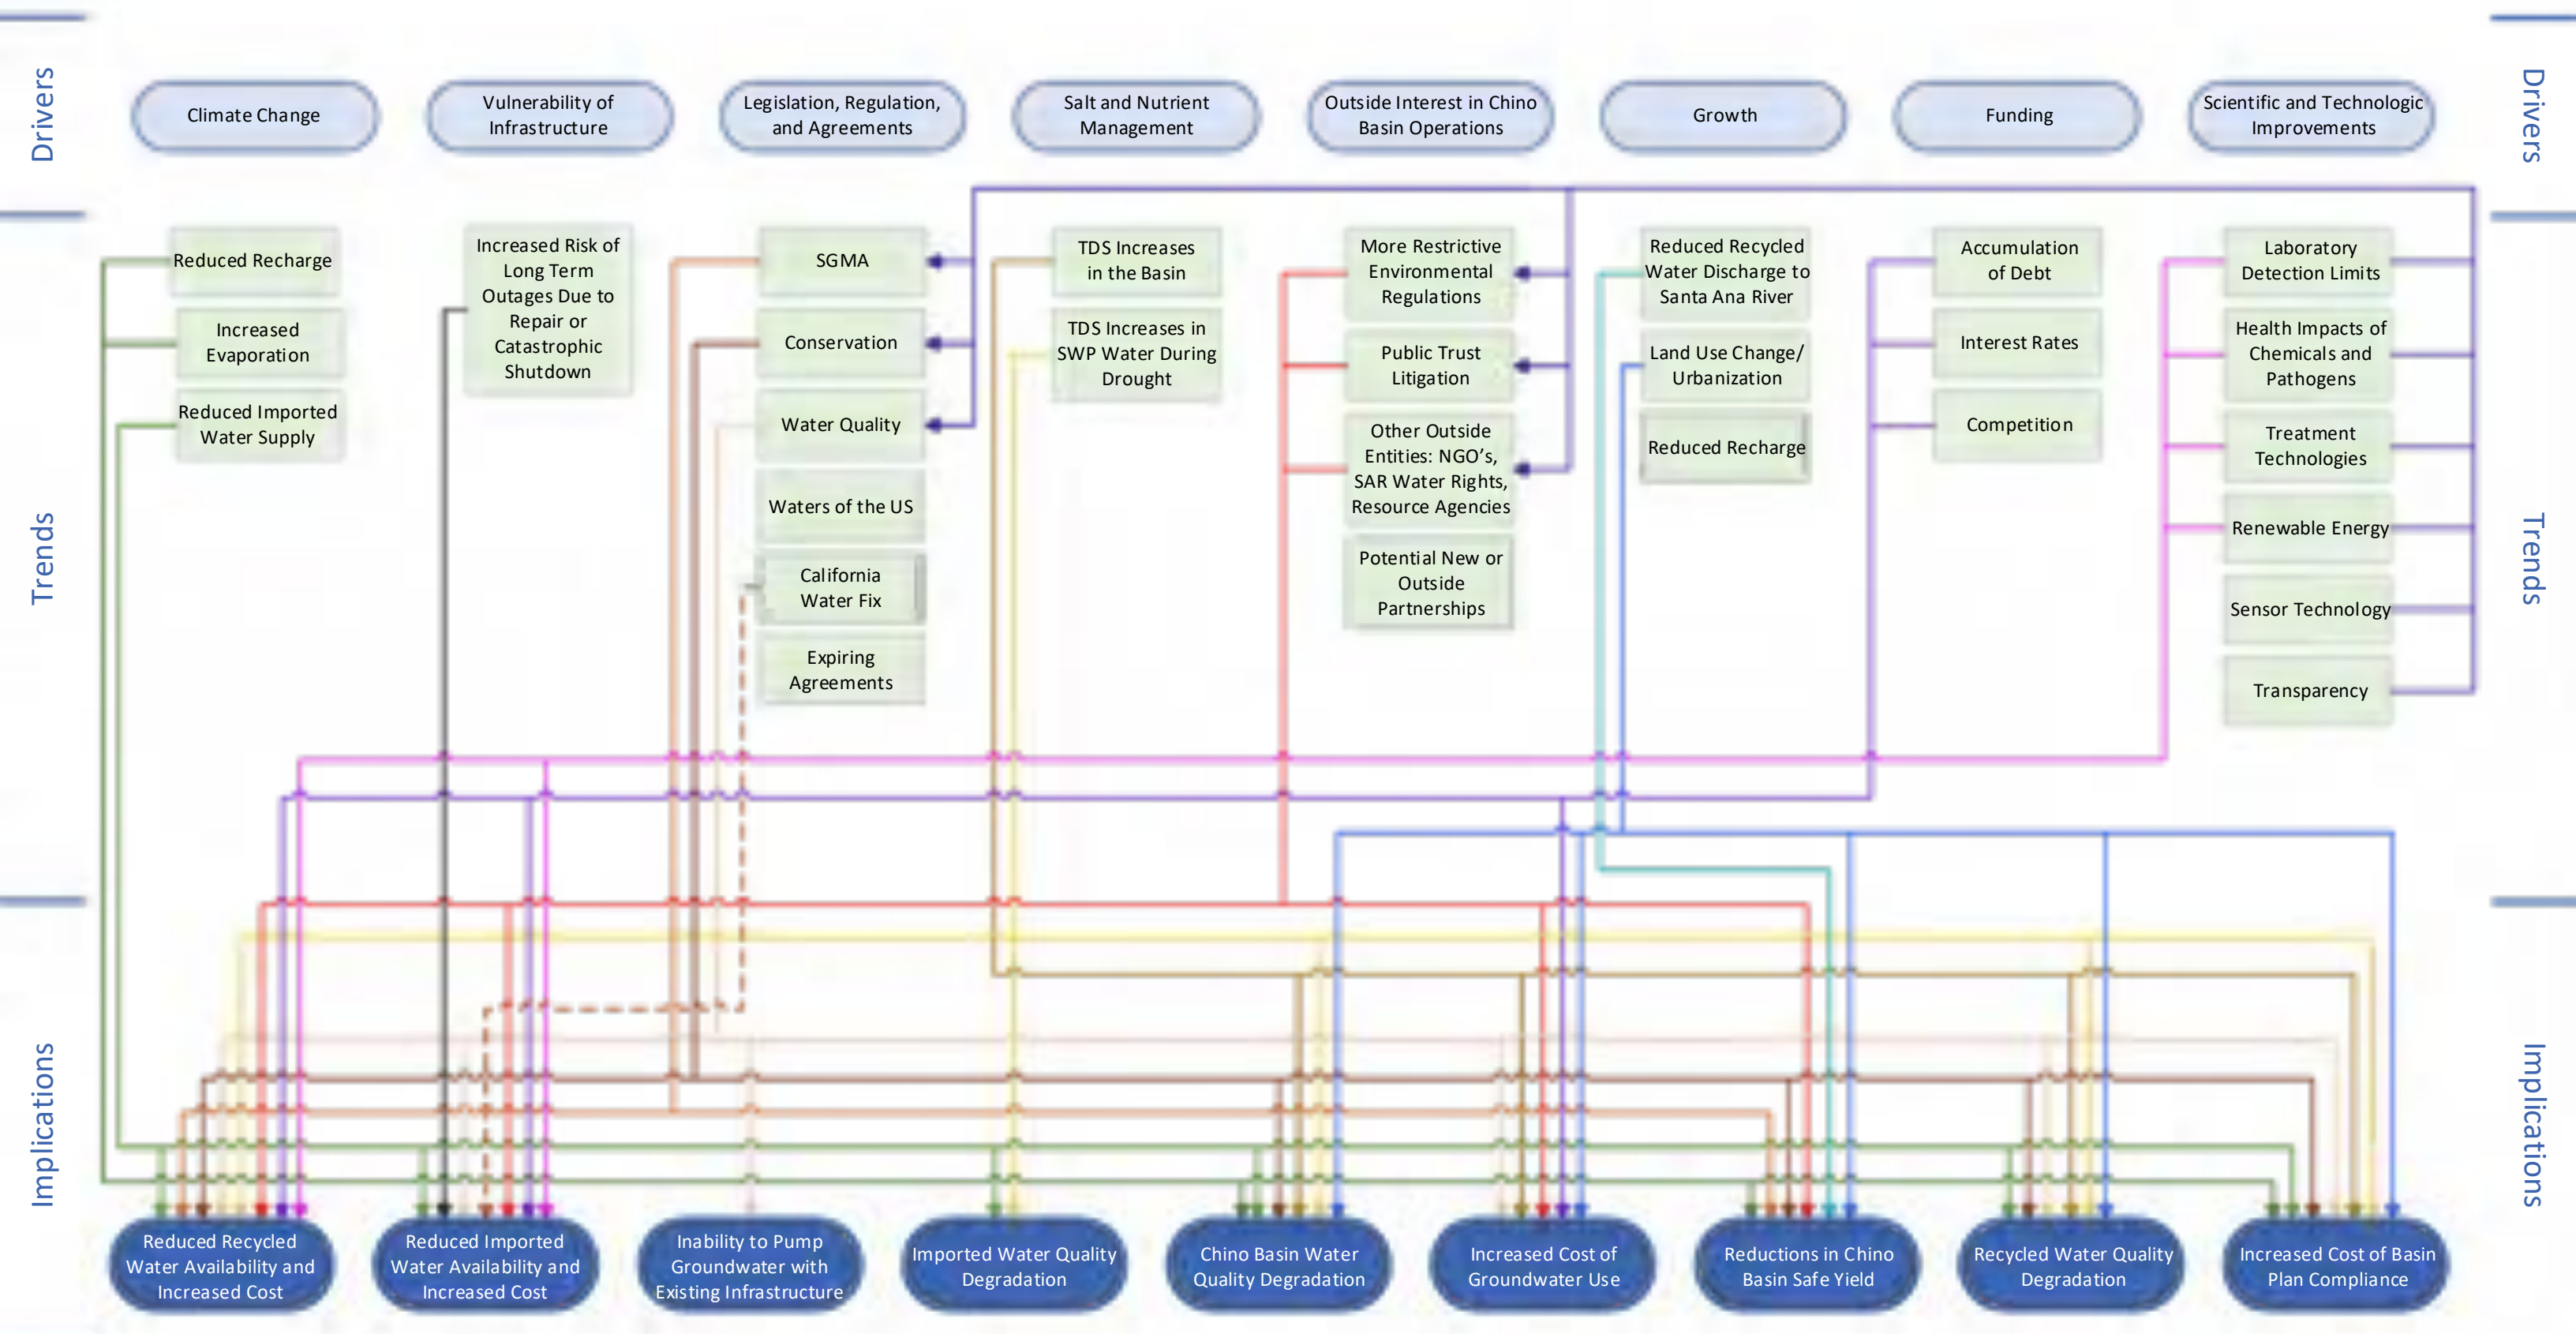 Drivers
Climate Change
Vulnerability of
Infrastructure
Legislation, Regulation,
and Agreements
Salt and Nutrient
Management
Outside Interest in Chino
Basin Operations
Growth
Funding
Scientific and Technologic
Improvements
Drivers
Trends
Reduced Recharge
Increased
Evaporation
Reduced Imported
Water Supply
Increased Risk of
Long Term
Outages Due to
Repair or
Catastrophic
Shutdown
SGMA
Conservation
Water Quality
Waters of the US
California
Water Fix
Expiring
Agreements
TDS Increases
in the Basin
TDS Increases in
SWP Water During
Drought
More Restrictive
Environmental
Regulations
Public Trust
Litigation
Other Outside
Entities: NGO's,
SAR Water Rights,
Resource Agencies
Potential New or
Outside
Partnerships
Reduced Recycled
Water Discharge to
Santa Ana River
Land Use Change/
Urbanization
Reduced Recharge
Accumulation
of Debt
Interest Rates
Competition
Laboratory
Detection Limits
Health Impacts of
Chemicals and
Pathogens
Treatment
Technologies
Renewable Energy
Sensor Technology
Transparency
Trends
Implications
Reduced Recycled
Water Availability and
Increased Cost
Reduced Imported
Water Availability and
Increased Cost
Inability to Pump
Groundwater with
Existing Infrastructure
Imported Water Quality
Degradation
Chino Basin Water
Quality Degradation
Increased Cost of
Groundwater Use
Reductions in Chino
Basin Safe Yield
Recycled Water Quality
Degradation
Increased Cost of Basin
Plan Compliance
Implications